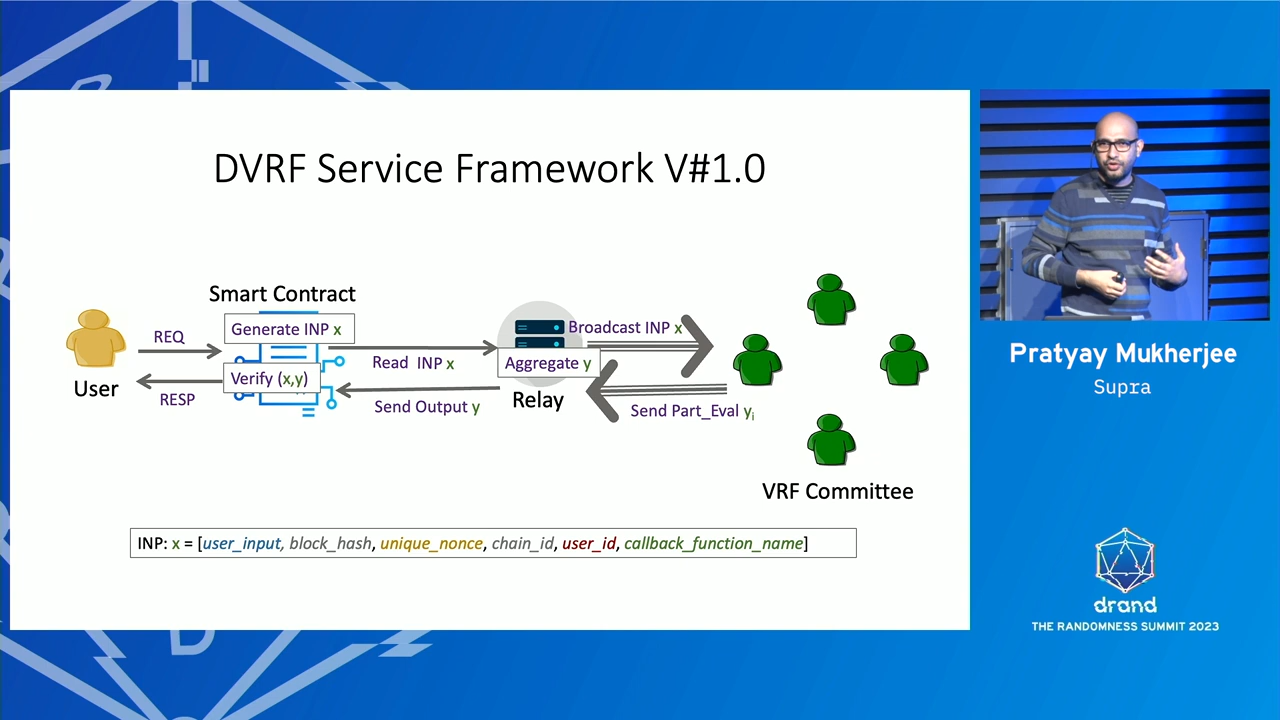 DVRF Service Framework V#1.0
Smart Contract
User
REQ
RESP
Generate INP x
Verify (x,y)
Read INP x
Send Output y
Aggregate y
Relay
Broadcast INP x
Send Part_Eval yᵢ
VRF Committee
INP: x = [user_input, block_hash, unique_nonce, chain_id, user_id, callback_function_name]
Pratyay Mukherjee
Supra
drand
THE RANDOMNESS SUMMIT 2023